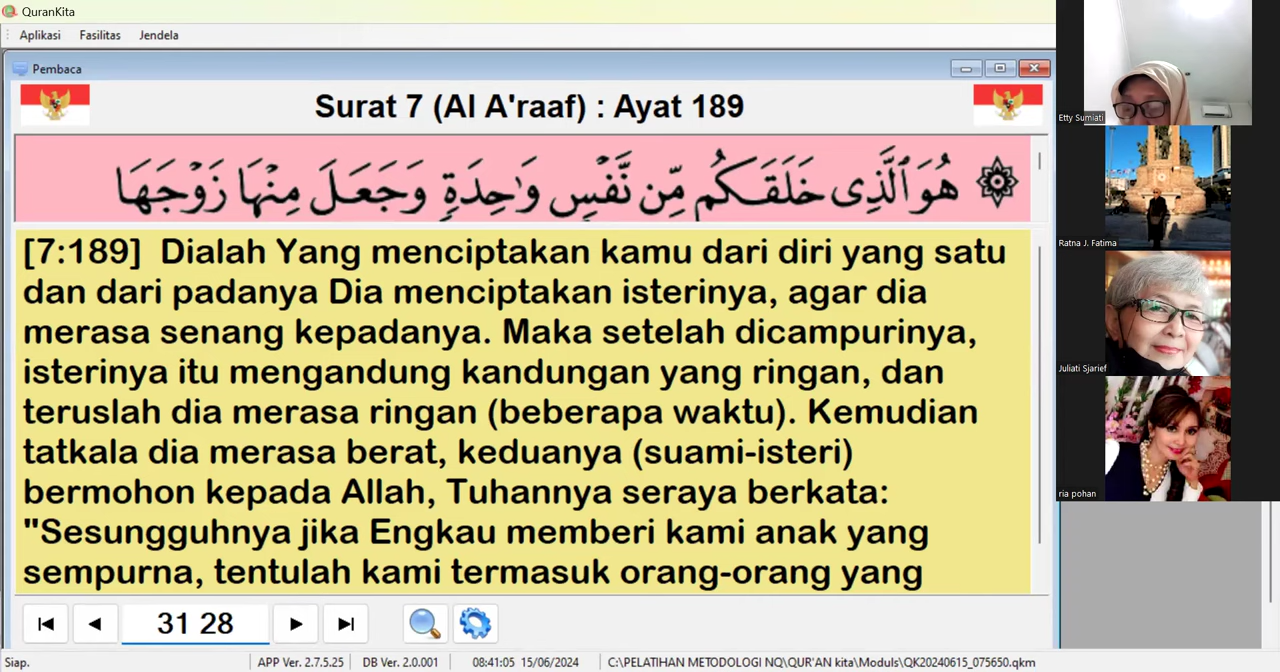 QuranKita
Aplikasi Fasilitas Jendela
Pembaca
Surat 7 (Al A'raaf) : Ayat 189
۞ هُوَ ٱلَّذِى خَلَقَكُم مِّن نَّفْسٍ وَٰحِدَةٍ وَجَعَلَ مِنْهَا زَوْجَهَا
[7:189] Dialah Yang menciptakan kamu dari diri yang satu
dan dari padanya Dia menciptakan isterinya, agar dia
merasa senang kepadanya. Maka setelah dicampurinya,
isterinya itu mengandung kandungan yang ringan, dan
teruslah dia merasa ringan (beberapa waktu). Kemudian
tatkala dia merasa berat, keduanya (suami-isteri)
bermohon kepada Allah, Tuhannya seraya berkata:
"Sesungguhnya jika Engkau memberi kami anak yang
sempurna, tentulah kami termasuk orang-orang yang
31 28
Siap. APP Ver. 2.7.5.25 DB Ver. 2.0.001 08:41:05 15/06/2024 C:\PELATIHAN METODOLOGI NQ\QUR'AN kita\Moduls\QK20240615_075650.qkm
Etty Sumiati
Ratna J. Fatima
Juliati Sjarief
ria pohan